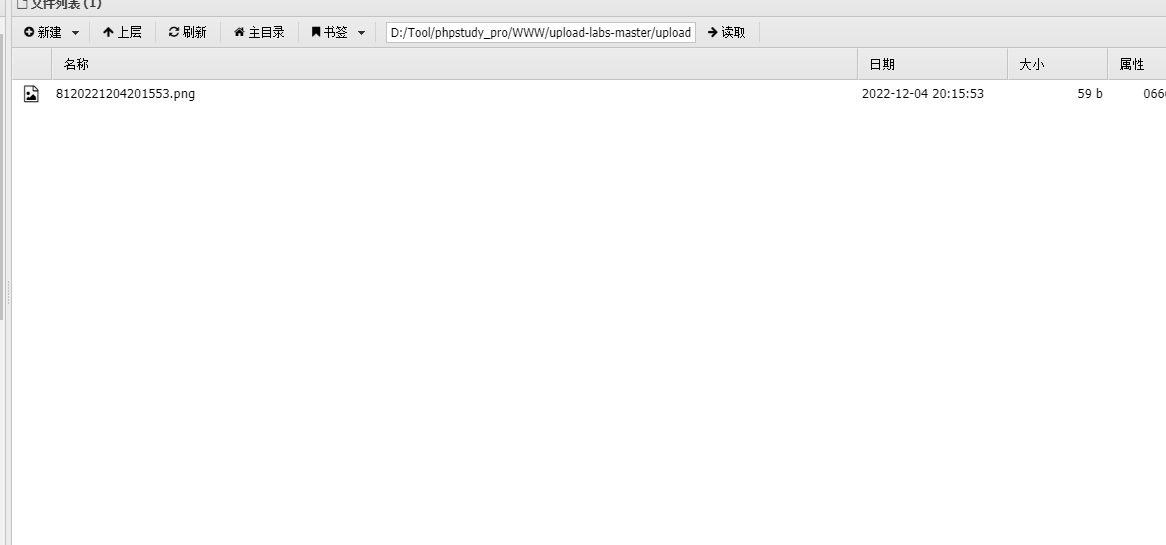 文件列表 (1)
新建 上层 刷新 主目录 书签 D:/Tool/phpstudy_pro/WWW/upload-labs-master/upload 读取
名称 日期 大小 属性
8120221204201553.png 2022-12-04 20:15:53 59 b 066